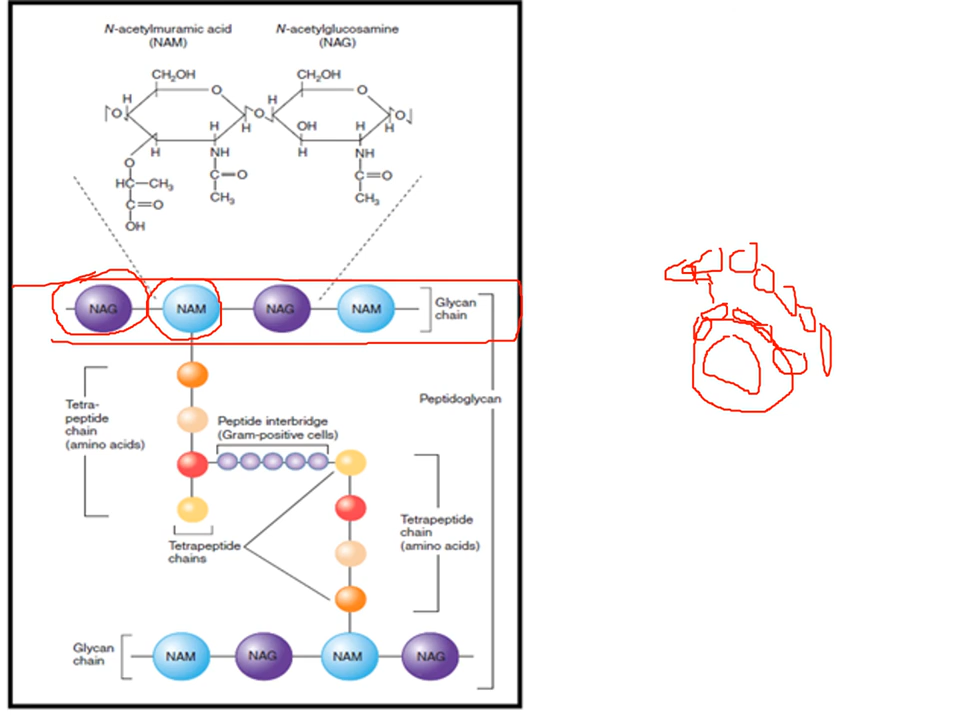 N-acetylmuramic acid
(NAM)
N-acetylglucosamine
(NAG)
CH₂OH
CH₂OH
O
O
H
H
O
O
O
H
H
OH
H
H
H
H
H
NH
NH
O
HC—CH₃
C=O
C=O
C=O
CH₃
CH₃
OH
NAG
NAM
NAG
NAM
Glycan
chain
Peptidoglycan
Tetra-
peptide
chain
(amino acids)
Peptide interbridge
(Gram-positive cells)
Tetrapeptide
chains
Tetrapeptide
chain
(amino acids)
Glycan
chain
NAM
NAG
NAM
NAG